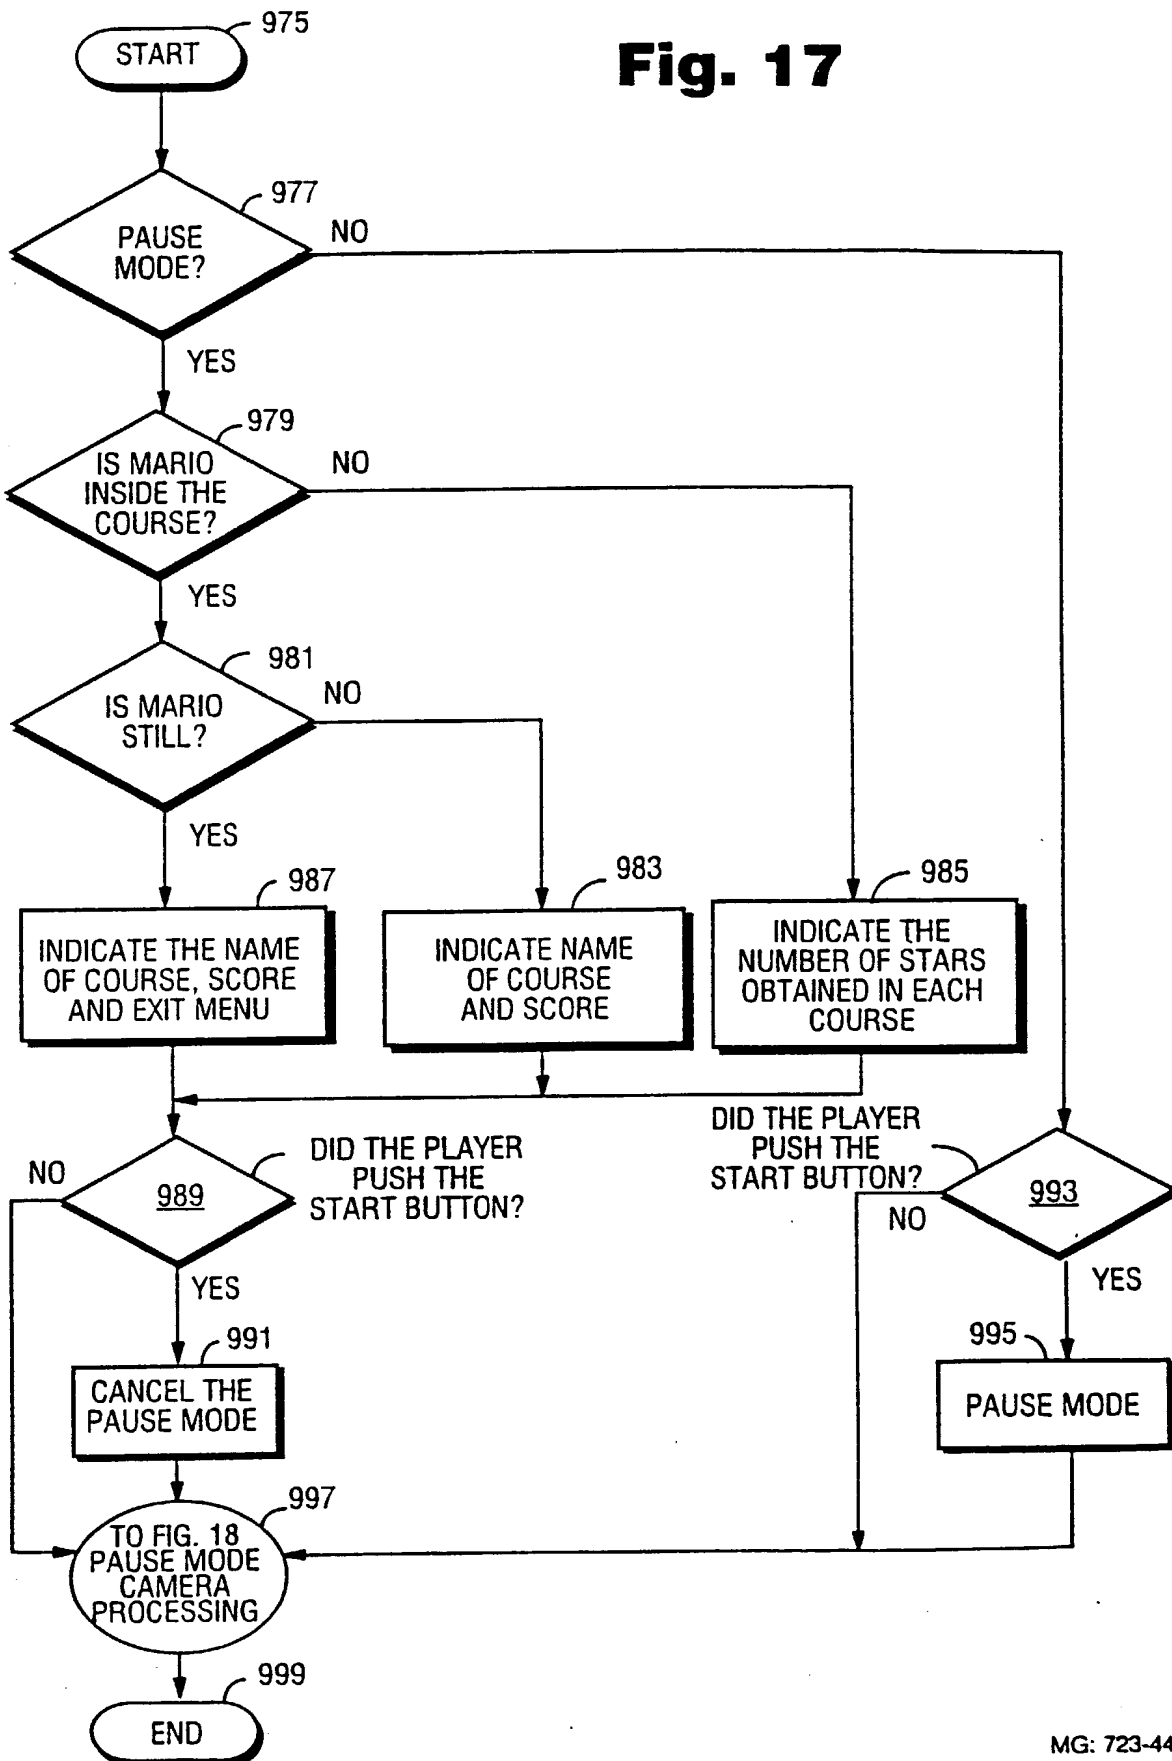 Fig. 17
975
START
977
PAUSE
MODE?
NO
YES
979
IS MARIO
INSIDE THE
COURSE?
NO
YES
981
IS MARIO
STILL?
NO
YES
987
INDICATE THE NAME
OF COURSE, SCORE
AND EXIT MENU
983
INDICATE NAME
OF COURSE
AND SCORE
985
INDICATE THE
NUMBER OF STARS
OBTAINED IN EACH
COURSE
NO
989
DID THE PLAYER
PUSH THE
START BUTTON?
YES
DID THE PLAYER
PUSH THE
START BUTTON?
993
NO
YES
991
CANCEL THE
PAUSE MODE
995
PAUSE MODE
997
TO FIG. 18
PAUSE MODE
CAMERA
PROCESSING
999
END
MG: 723-44